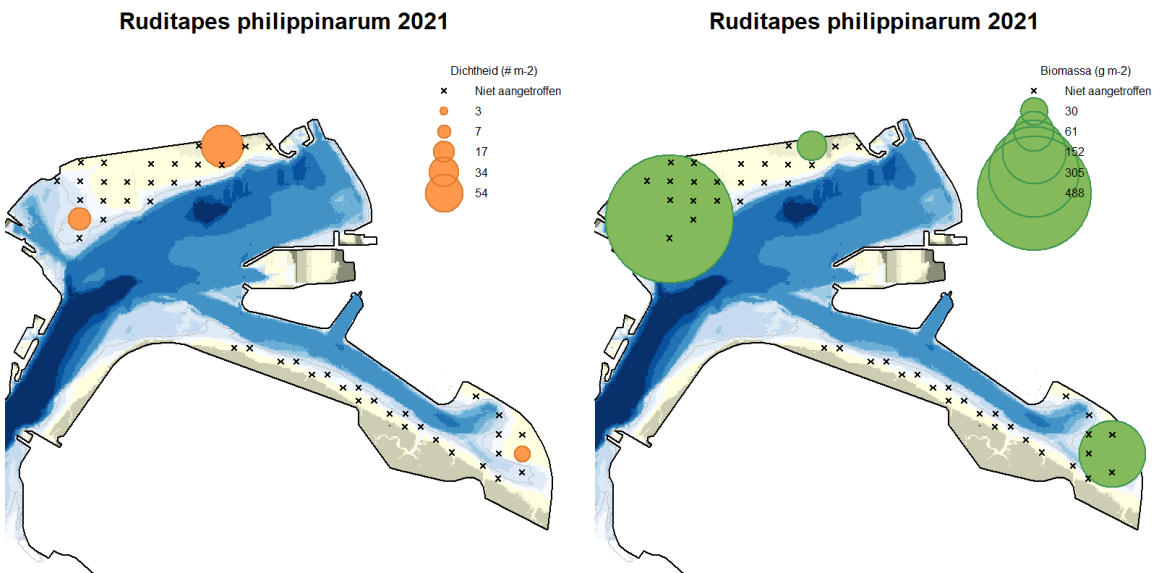 Ruditapes philippinarum 2021
Dichtheid (# m-2)
Niet aangetroffen
3
7
17
34
54
Ruditapes philippinarum 2021
Biomassa (g m-2)
Niet aangetroffen
30
61
152
305
488